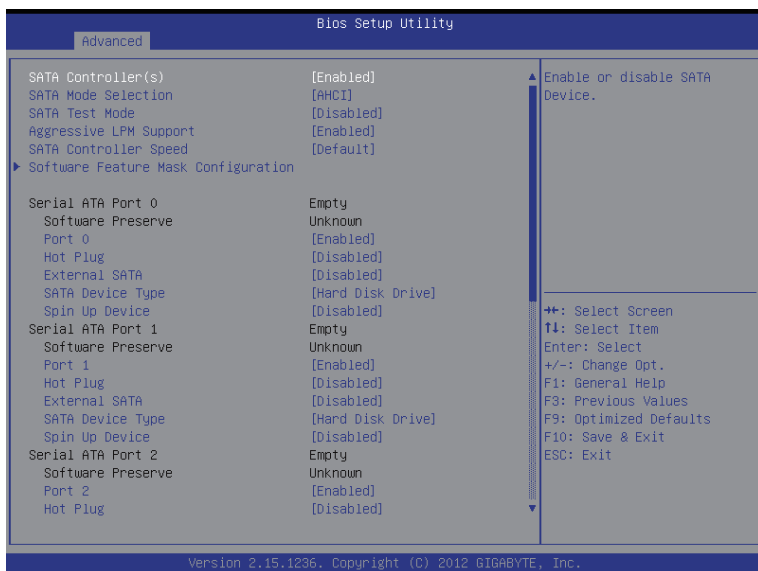 Bios Setup Utility
Advanced
SATA Controller(s) [Enabled]
SATA Mode Selection [AHCI]
SATA Test Mode [Disabled]
Aggressive LPM Support [Enabled]
SATA Controller Speed [Default]
Software Feature Mask Configuration
Serial ATA Port 0 Empty
Software Preserve Unknown
Port 0 [Enabled]
Hot Plug [Disabled]
External SATA [Disabled]
SATA Device Type [Hard Disk Drive]
Spin Up Device [Disabled]
Serial ATA Port 1 Empty
Software Preserve Unknown
Port 1 [Enabled]
Hot Plug [Disabled]
External SATA [Disabled]
SATA Device Type [Hard Disk Drive]
Spin Up Device [Disabled]
Serial ATA Port 2 Empty
Software Preserve Unknown
Port 2 [Enabled]
Hot Plug [Disabled]
Enable or disable SATA
Device.
→←: Select Screen
↑↓: Select Item
Enter: Select
+/-: Change Opt.
F1: General Help
F3: Previous Values
F9: Optimized Defaults
F10: Save & Exit
ESC: Exit
Version 2.15.1236. Copyright (C) 2012 GIGABYTE, Inc.